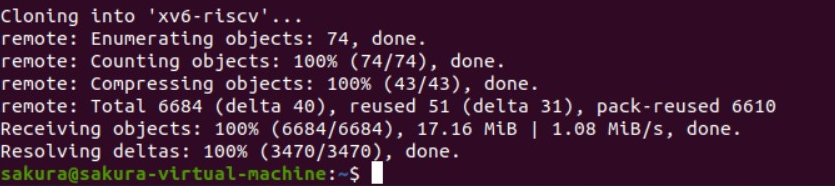 Cloning into 'xv6-riscv'...
remote: Enumerating objects: 74, done.
remote: Counting objects: 100% (74/74), done.
remote: Compressing objects: 100% (43/43), done.
remote: Total 6684 (delta 40), reused 51 (delta 31), pack-reused 6610
Receiving objects: 100% (6684/6684), 17.16 MiB | 1.08 MiB/s, done.
Resolving deltas: 100% (3470/3470), done.
sakura@sakura-virtual-machine:~$